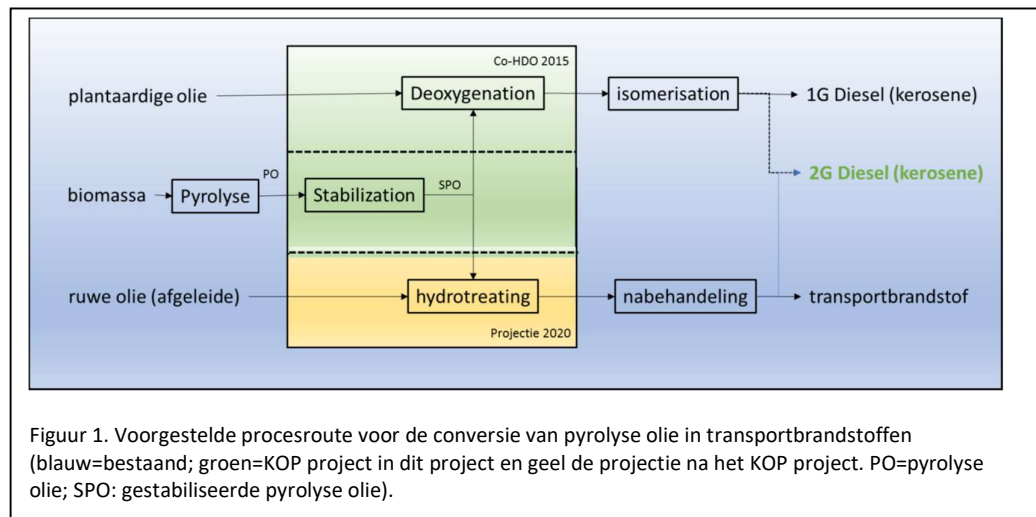 Co-HDO 2015
plantaardige olie
Deoxygenation
isomerisation
1G Diesel (kerosene)
PO
SPO
2G Diesel (kerosene)
biomassa
Pyrolyse
Stabilization
ruwe olie (afgeleide)
hydrotreating
nabehandeling
transportbrandstof
Projectie 2020
Figuur 1. Voorgestelde procesroute voor de conversie van pyrolyse olie in transportbrandstoffen
(blauw=bestaand; groen=KOP project in dit project en geel de projectie na het KOP project. PO=pyrolyse
olie; SPO: gestabiliseerde pyrolyse olie).